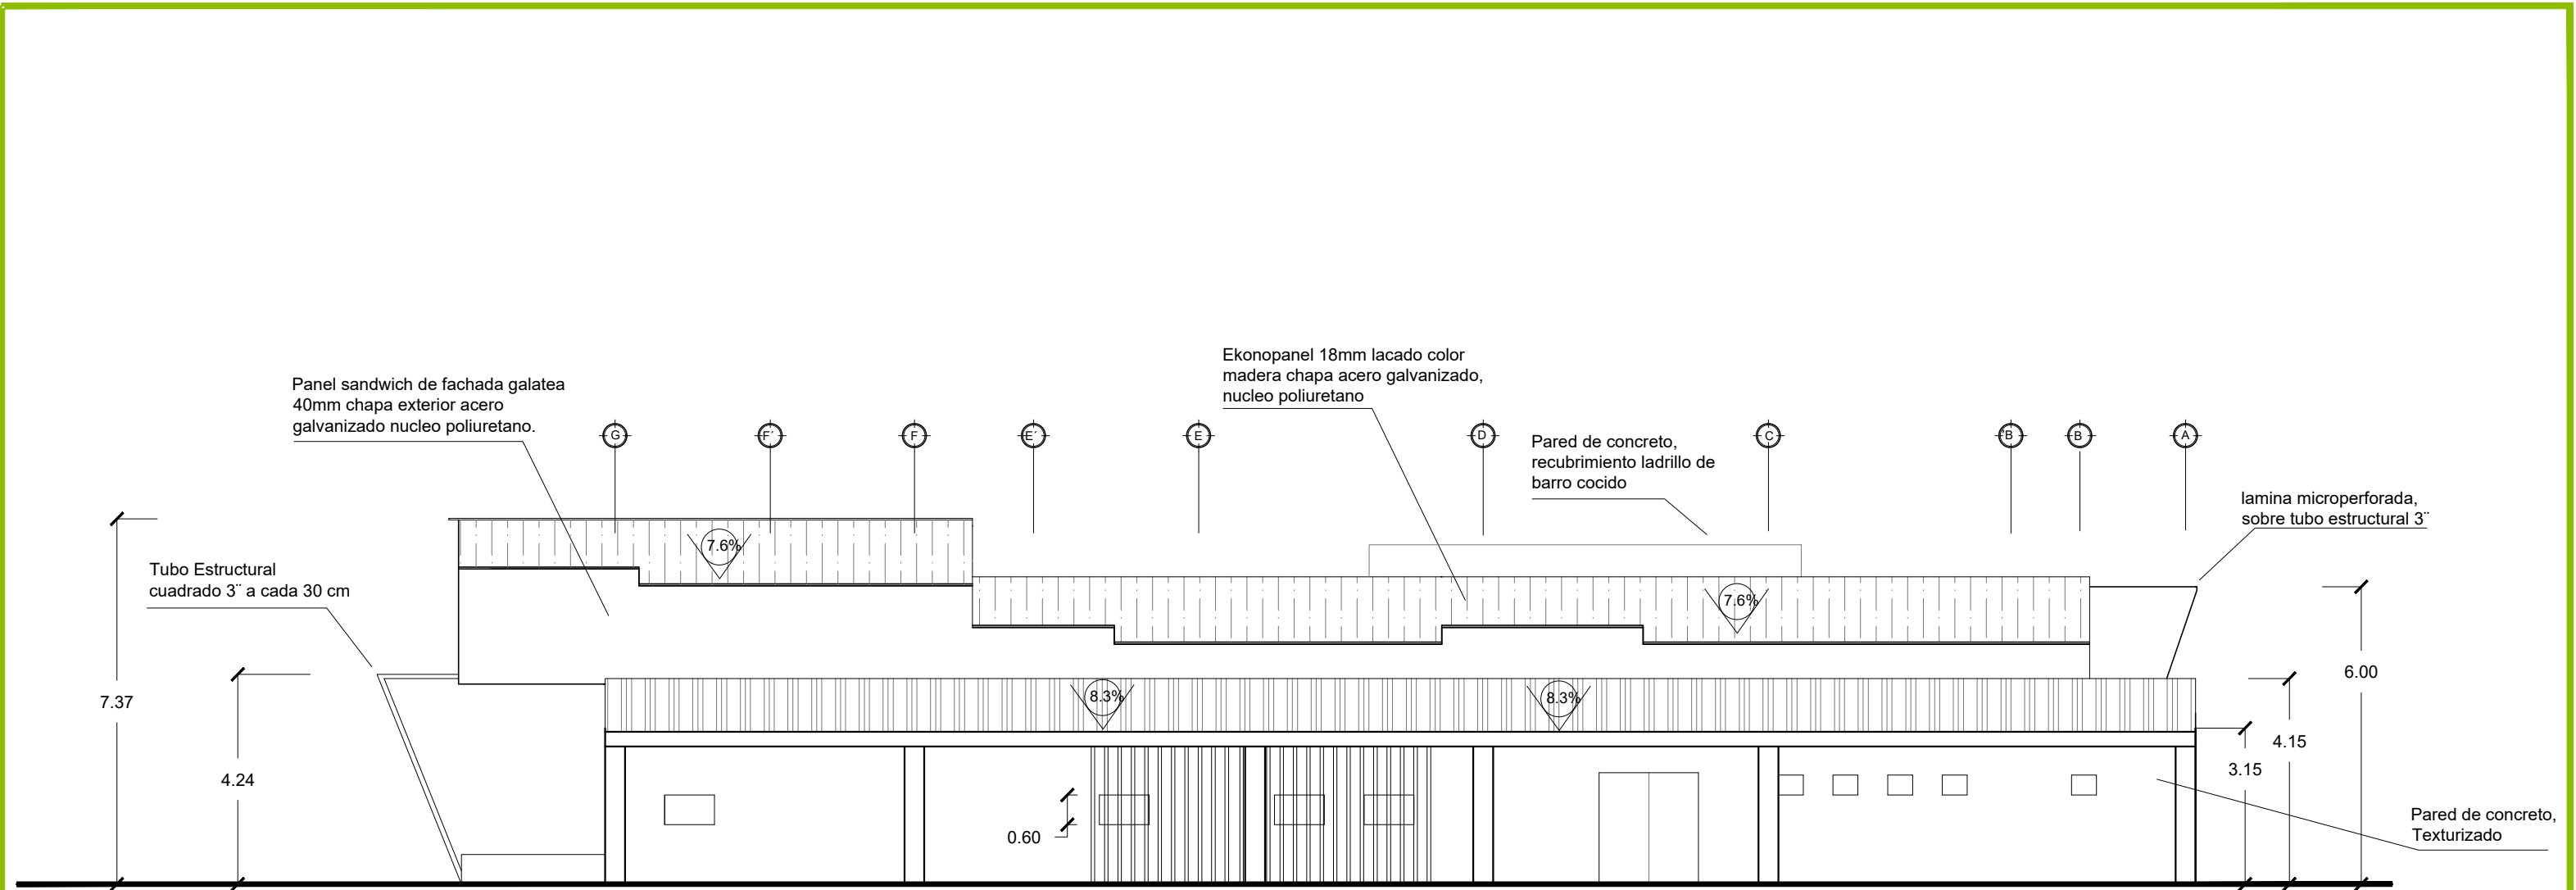 Ekonopanel 18mm lacado color
madera chapa acero galvanizado,
nucleo poliuretano
Panel sandwich de fachada galatea
40mm chapa exterior acero
galvanizado nucleo poliuretano.
G
F´
F
E´
E
D
C
'B
B
A
Pared de concreto,
recubrimiento ladrillo de
barro cocido
lamina microperforada,
sobre tubo estructural 3¨
7.6%
Tubo Estructural
cuadrado 3¨ a cada 30 cm
7.6%
6.00
8.3%
8.3%
7.37
4.15
3.15
4.24
0.60
Pared de concreto,
Texturizado